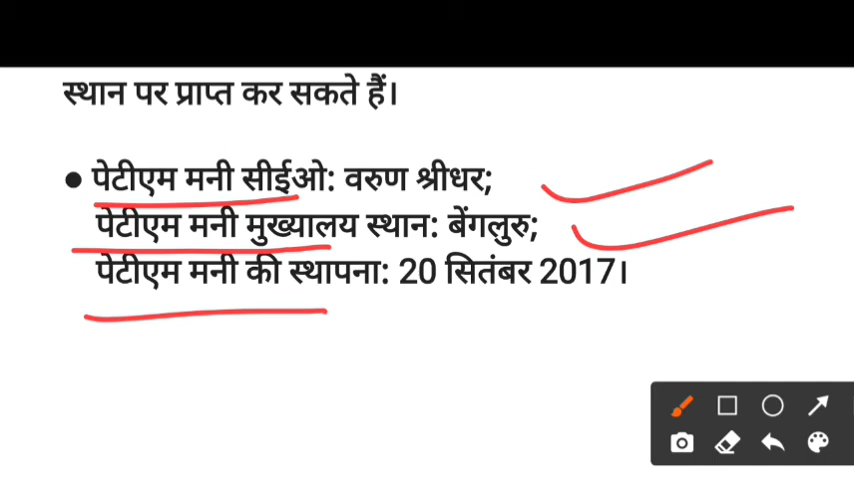 स्थान पर प्राप्त कर सकते हैं।
● पेटीएम मनी सीईओ: वरुण श्रीधर;
पेटीएम मनी मुख्यालय स्थान: बेंगलुरु;
पेटीएम मनी की स्थापना: 20 सितंबर 2017।